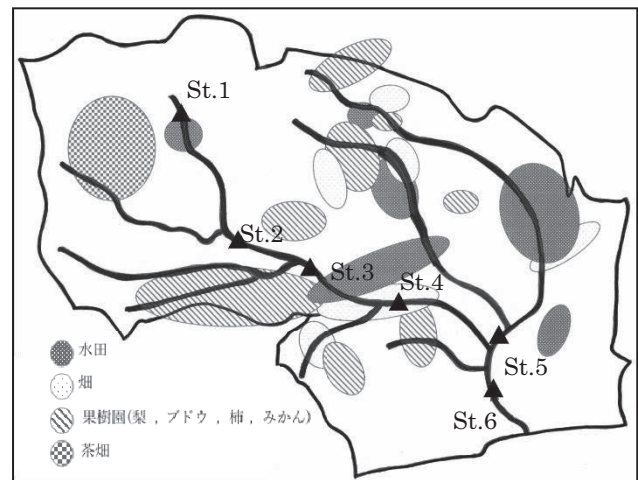 St.1
St.2
St.3
St.4
St.5
St.6
水田
畑
果樹園(梨 , ブドウ , 柿 , みかん)
茶畑